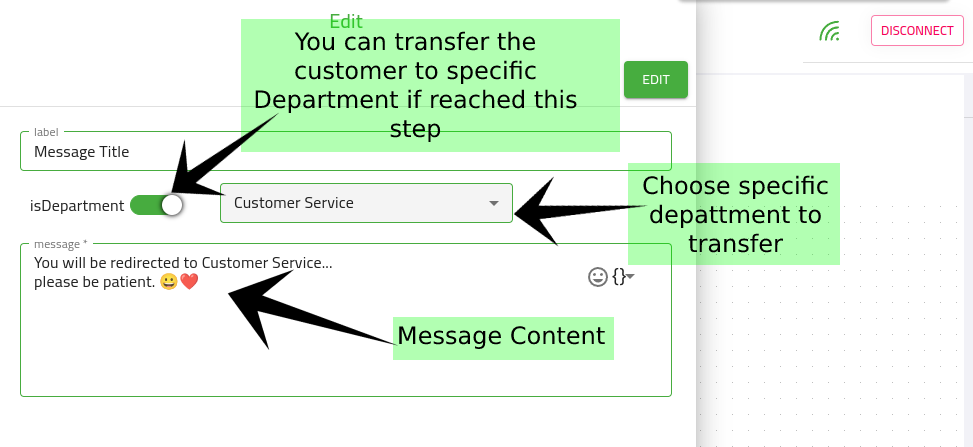 Edit
You can transfer the
customer to specific
Department if reached this
step
DISCONNECT
EDIT
label
Message Title
isDepartment
Customer Service
Choose specific
depattment to
transfer
message *
You will be redirected to Customer Service...
please be patient. 😀❤️
{}
Message Content